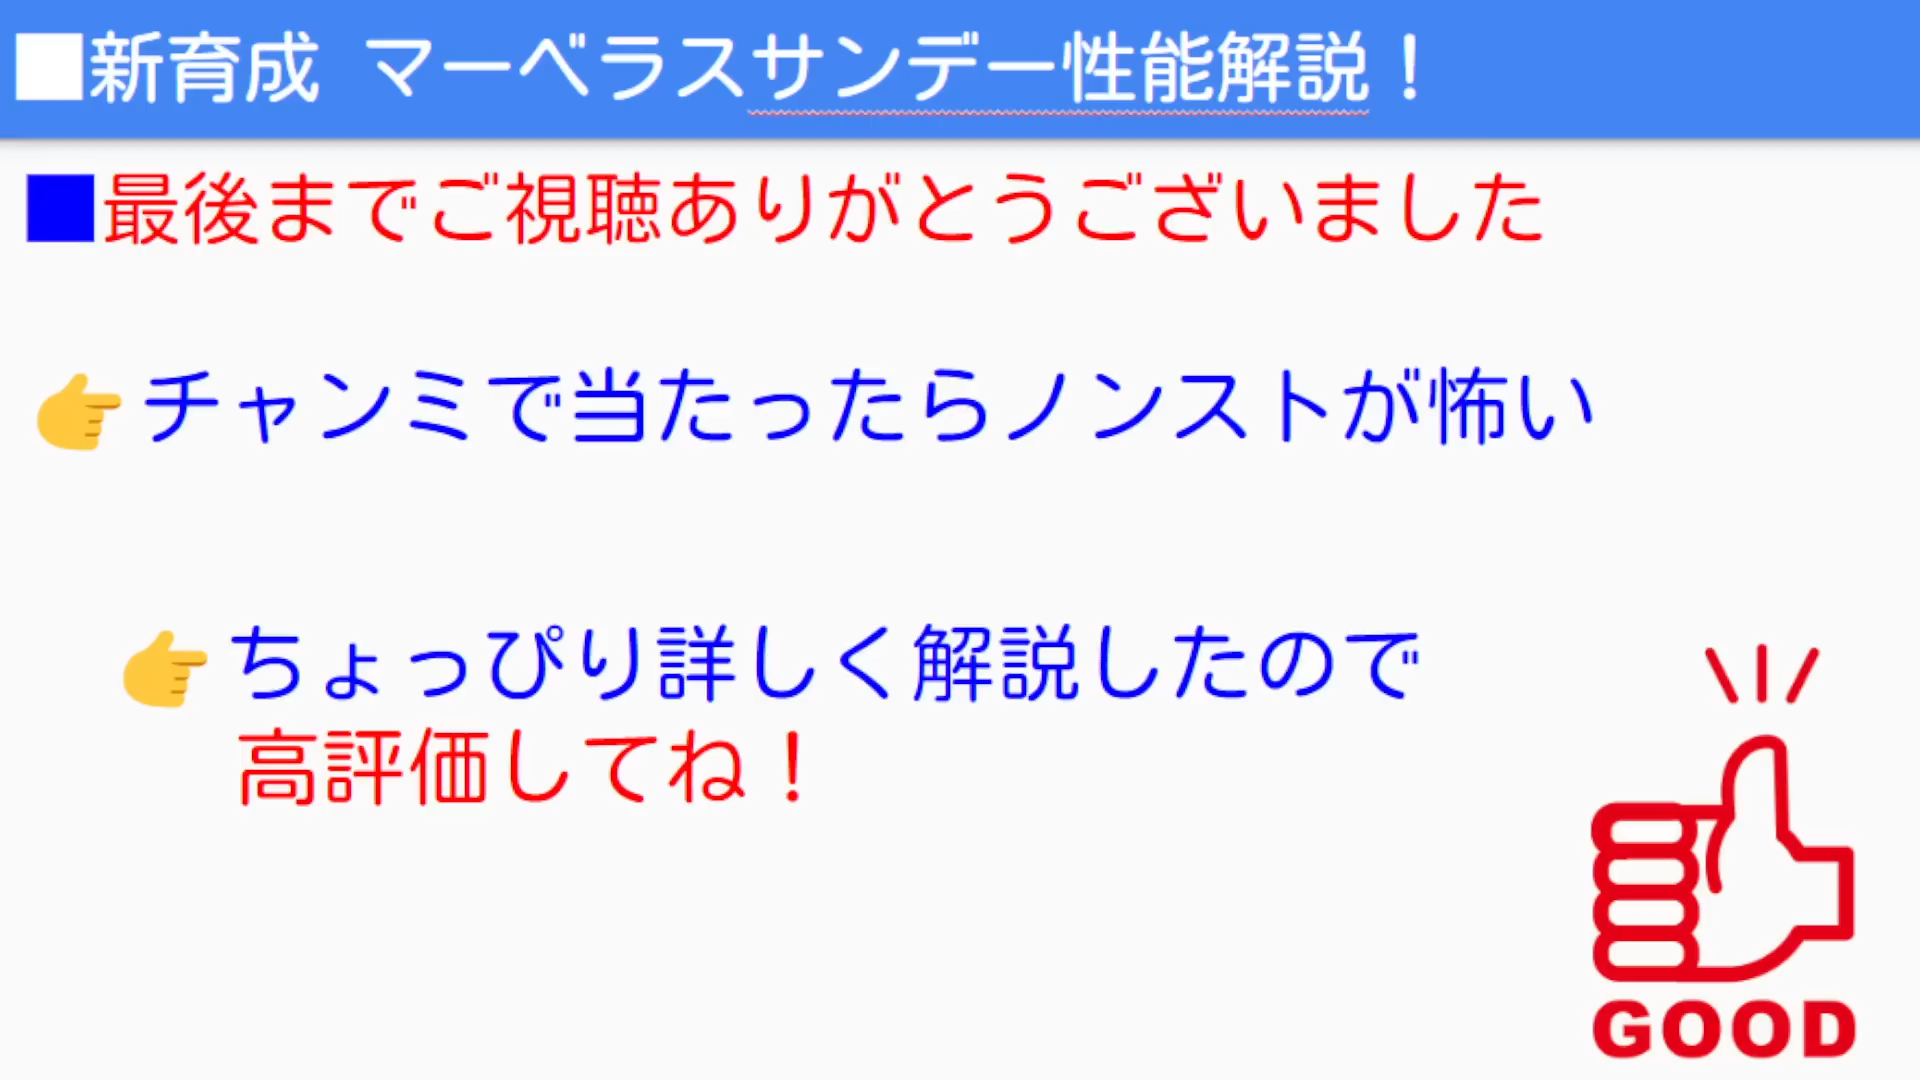 ■新育成 マーベラスサンデー性能解説！
■最後までご視聴ありがとうございました
👉チャンミで当たったらノンストが怖い
👉ちょっぴり詳しく解説したので
高評価してね！
GOOD